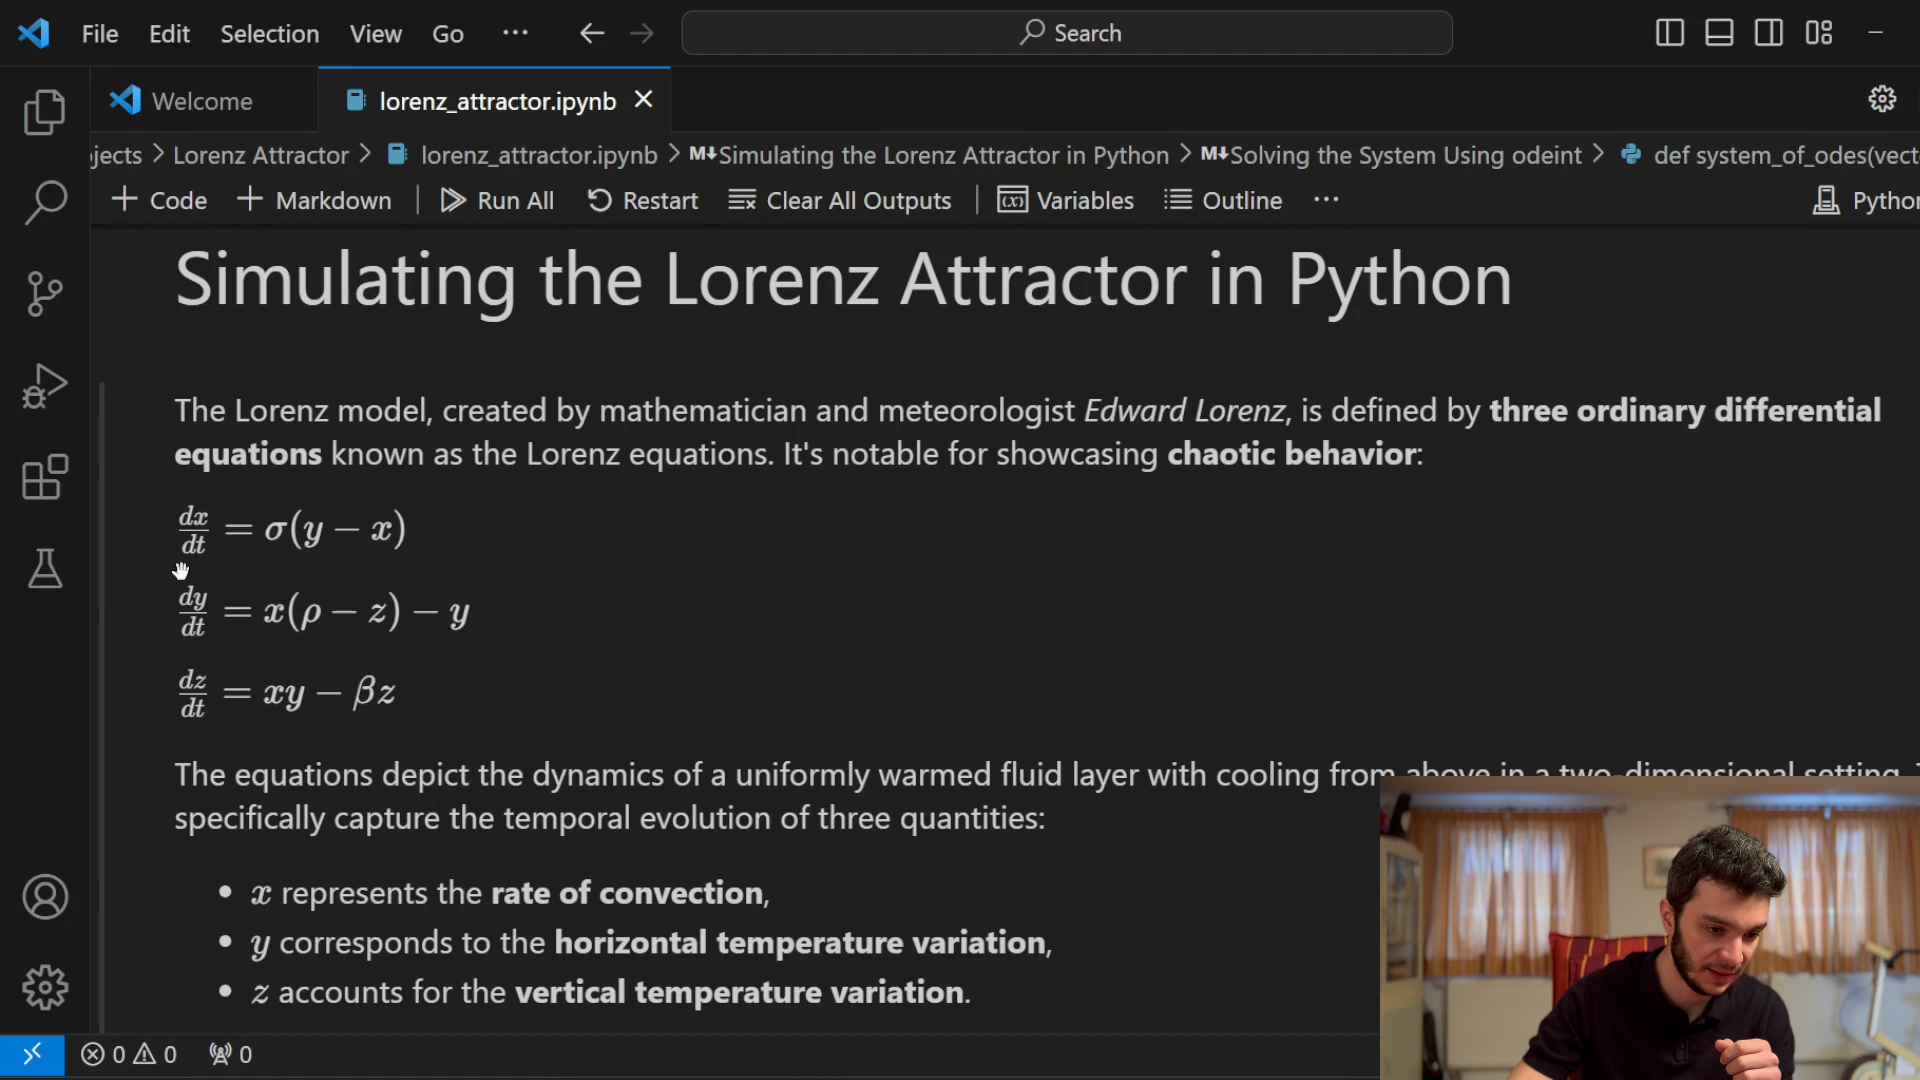 File Edit Selection View Go ··· Search
Welcome lorenz_attractor.ipynb
jects > Lorenz Attractor > lorenz_attractor.ipynb > M↓Simulating the Lorenz Attractor in Python > M↓Solving the System Using odeint > def system_of_odes(vect
+ Code + Markdown | Run All Restart Clear All Outputs | (x) Variables Outline ··· Python
Simulating the Lorenz Attractor in Python
The Lorenz model, created by mathematician and meteorologist Edward Lorenz, is defined by three ordinary differential
equations known as the Lorenz equations. It's notable for showcasing chaotic behavior:
dx/dt = σ(y − x)
dy/dt = x(ρ − z) − y
dz/dt = xy − βz
The equations depict the dynamics of a uniformly warmed fluid layer with cooling from above in a two-dimensional setting.
specifically capture the temporal evolution of three quantities:
• x represents the rate of convection,
• y corresponds to the horizontal temperature variation,
• z accounts for the vertical temperature variation.
0 0 0